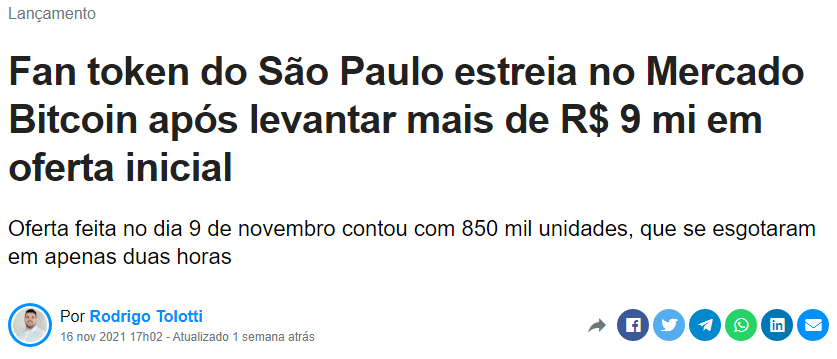 Lançamento
Fan token do São Paulo estreia no Mercado
Bitcoin após levantar mais de R$ 9 mi em
oferta inicial
Oferta feita no dia 9 de novembro contou com 850 mil unidades, que se esgotaram
em apenas duas horas
Por Rodrigo Tolotti
16 nov 2021 17h02 - Atualizado 1 semana atrás